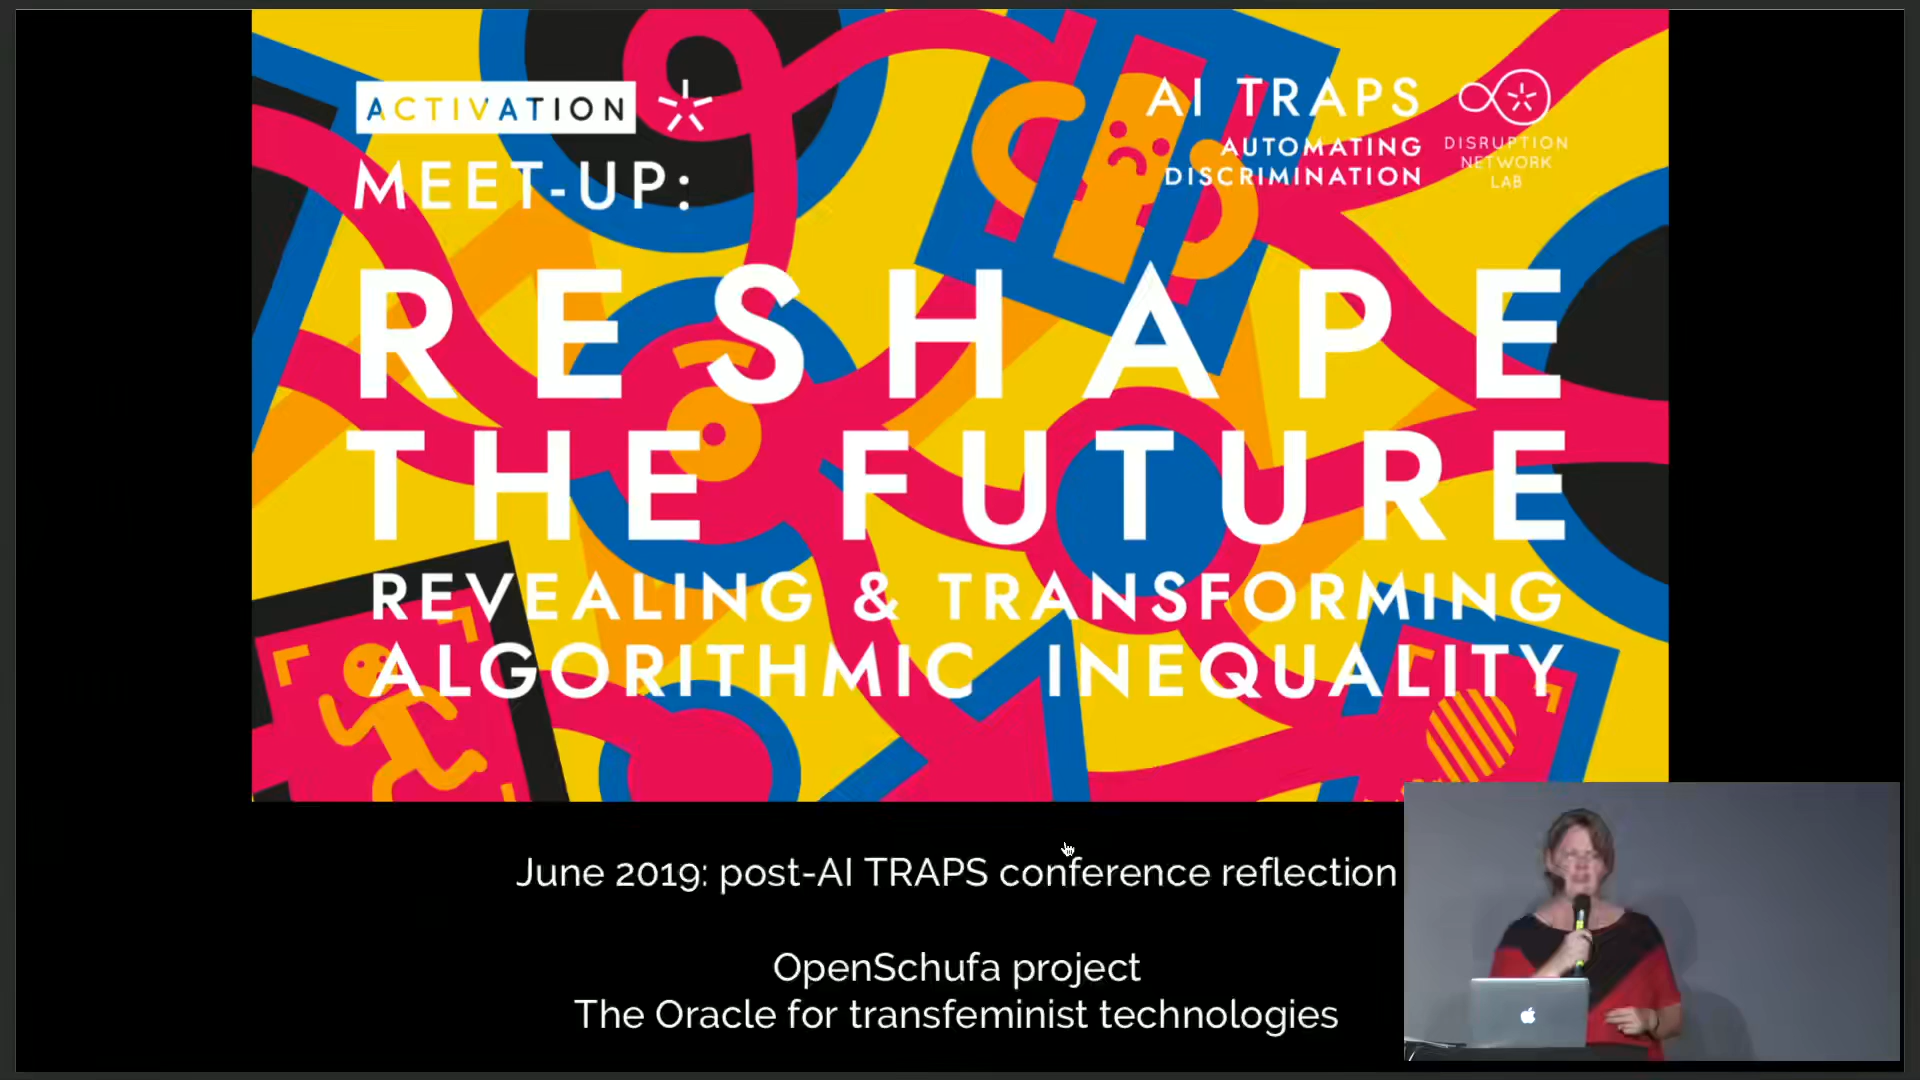 ACTIVATION
MEET-UP:
AI TRAPS
AUTOMATING
DISCRIMINATION
DISRUPTION
NETWORK
LAB
RESHAPE
THE FUTURE
REVEALING & TRANSFORMING
ALGORITHMIC INEQUALITY
June 2019: post-AI TRAPS conference reflection
OpenSchufa project
The Oracle for transfeminist technologies